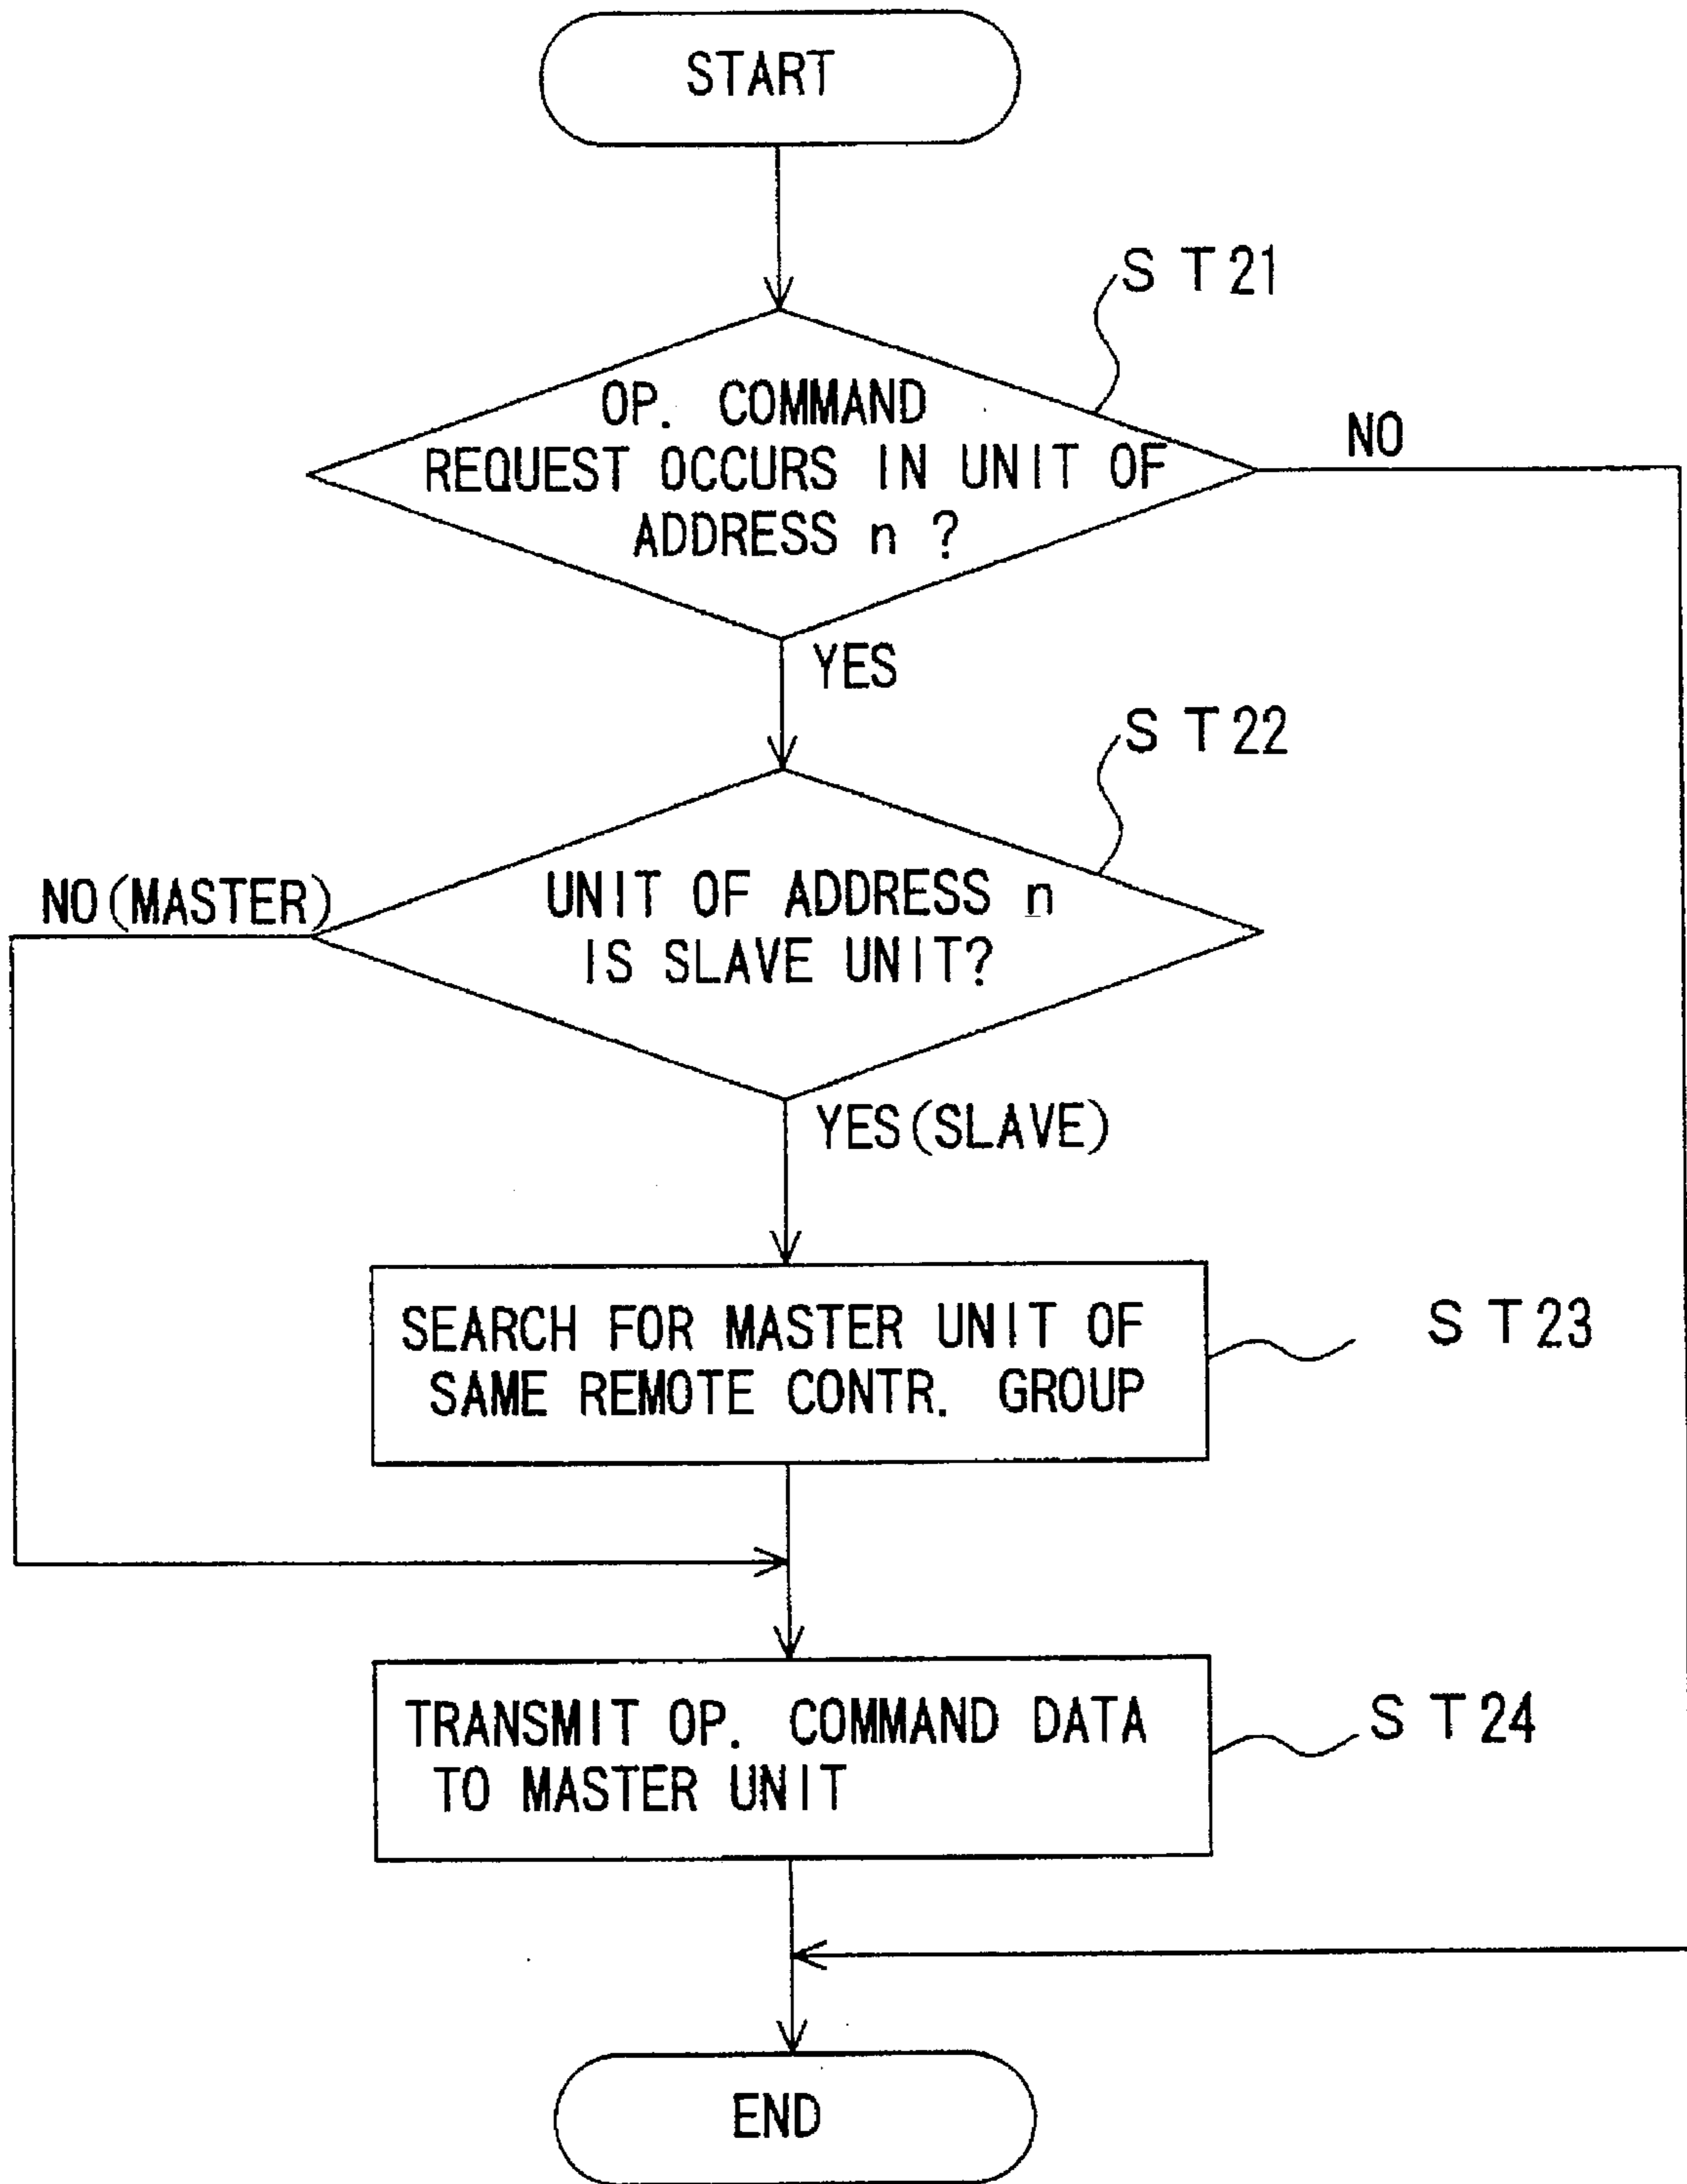 START
S T21
OP. COMMAND
REQUEST OCCURS IN UNIT OF
ADDRESS n ?
NO
YES
S T22
NO(MASTER)
UNIT OF ADDRESS n
IS SLAVE UNIT?
YES(SLAVE)
SEARCH FOR MASTER UNIT OF
SAME REMOTE CONTR. GROUP
S T23
TRANSMIT OP. COMMAND DATA
TO MASTER UNIT
S T24
END